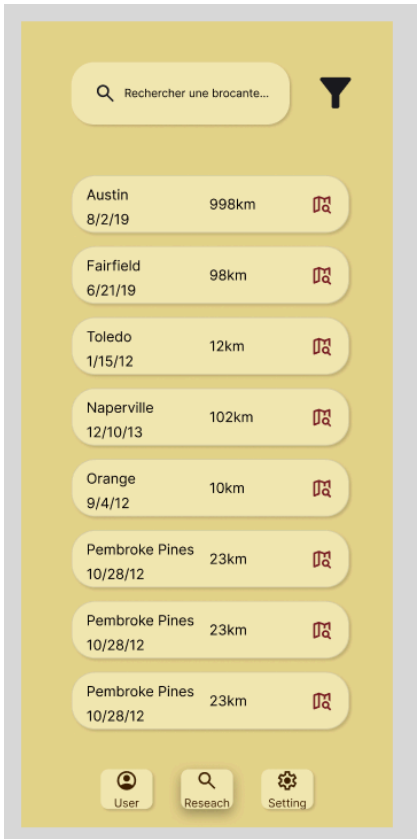 Rechercher une brocante...
Austin
8/2/19
998km
Fairfield
6/21/19
98km
Toledo
1/15/12
12km
Naperville
12/10/13
102km
Orange
9/4/12
10km
Pembroke Pines
10/28/12
23km
Pembroke Pines
10/28/12
23km
Pembroke Pines
10/28/12
23km
User
Reseach
Setting